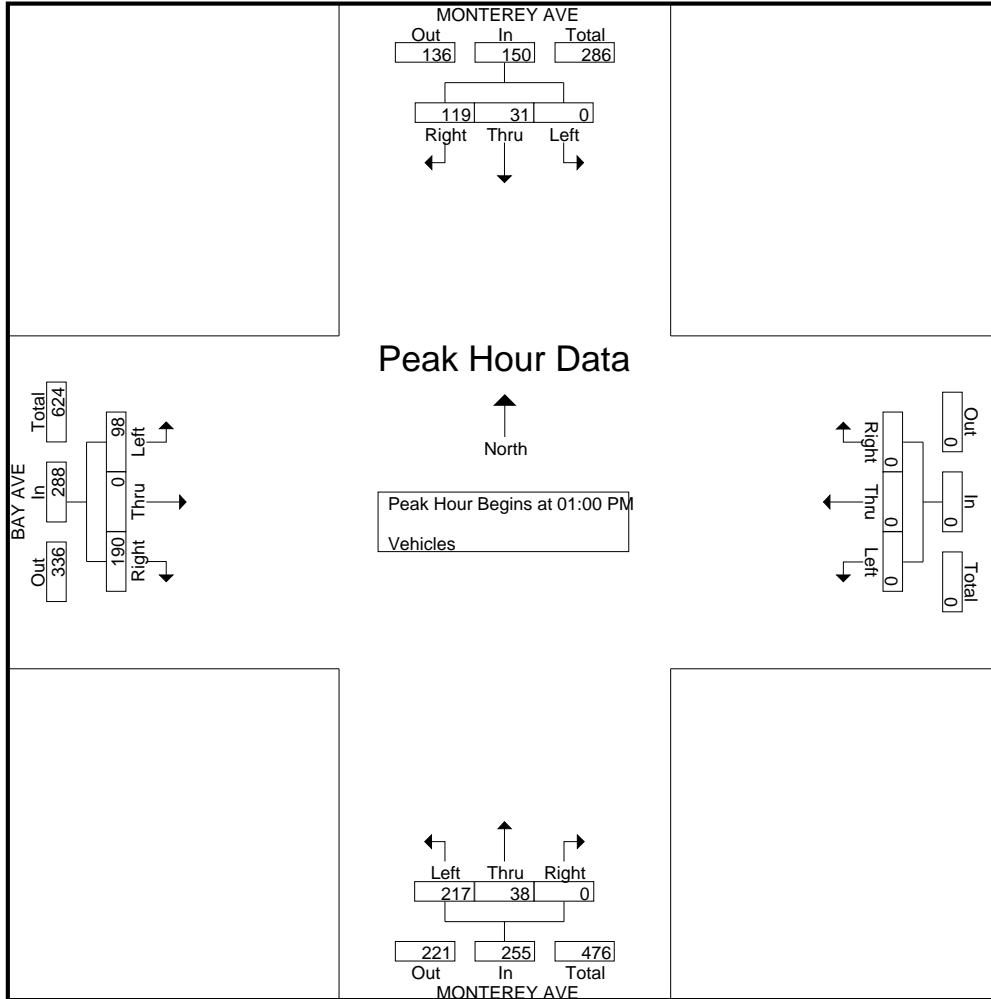 MONTEREY AVE
Out In Total
136 150 286
119 31 0
Right Thru Left
Peak Hour Data
North
Peak Hour Begins at 01:00 PM
Vehicles
BAY AVE
Out In Total
336 288 624
190 0 98
Right Thru Left
Out In Total
0 0 0
Right Thru Left
0 0 0
Left Thru Right
217 38 0
221 255 476
Out In Total
MONTEREY AVE